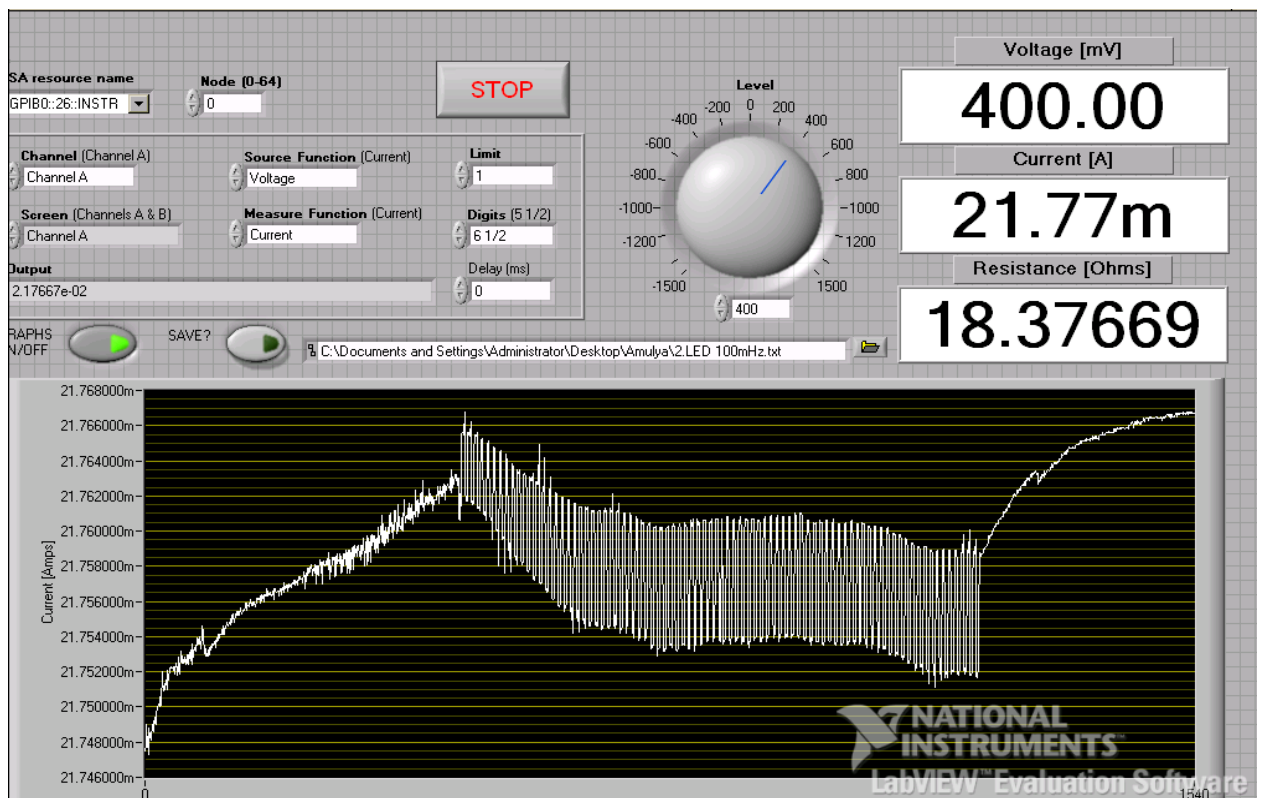 SA resource name
GPIB0::26::INSTR
Node (0-64)
0
STOP
Channel (Channel A)
Channel A
Source Function (Current)
Voltage
Limit
1
Screen (Channels A & B)
Channel A
Measure Function (Current)
Current
Digits (5 1/2)
6 1/2
Output
2.17667e-02
Delay (ms)
0
RAPHS
N/OFF
SAVE?
C:\Documents and Settings\Administrator\Desktop\Amulya\2.LED 100mHz.txt
Level
-200 0 200
-400 400
-600 600
-800 800
-1000 1000
-1200 1200
-1500 1500
400
Voltage [mV]
400.00
Current [A]
21.77m
Resistance [Ohms]
18.37669
21.768000m
21.766000m
21.764000m
21.762000m
21.760000m
21.758000m
21.756000m
21.754000m
21.752000m
21.750000m
21.748000m
21.746000m
Current [Amps]
0
1540
NATIONAL
INSTRUMENTS™
LabVIEW™ Evaluation Software